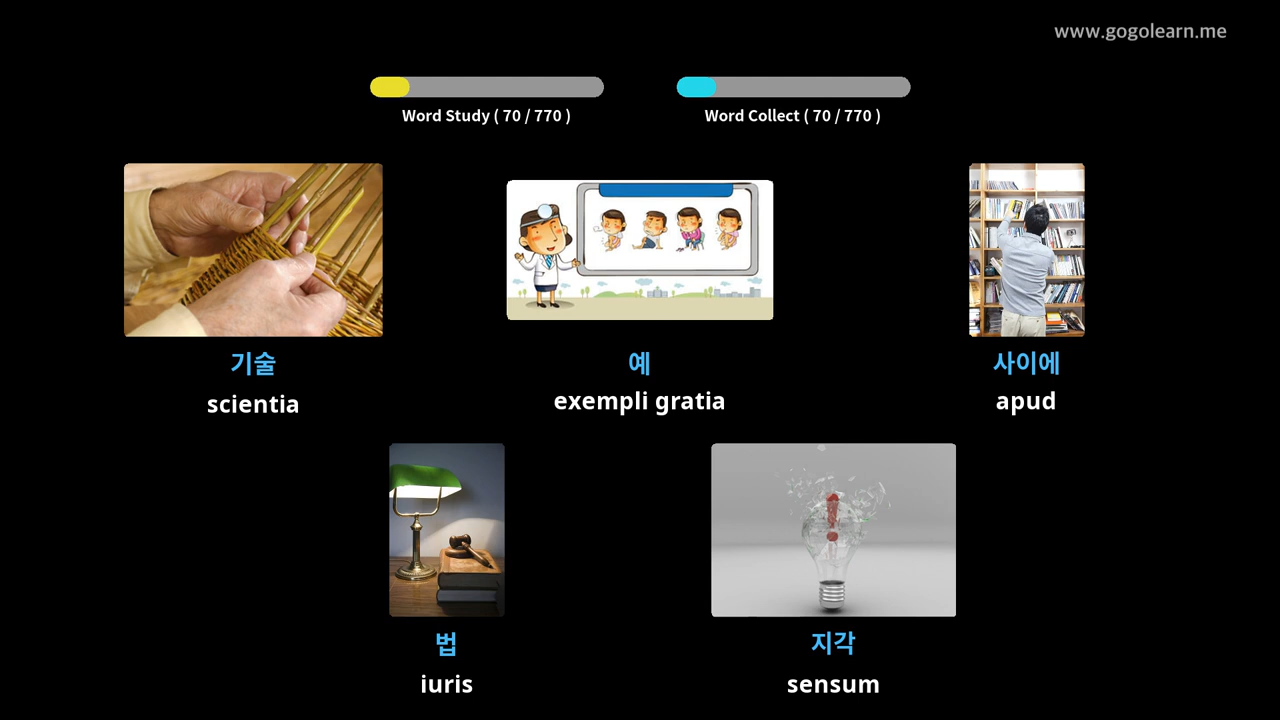 www.gogolearn.me
Word Study ( 70 / 770 )
Word Collect ( 70 / 770 )
기술
scientia
예
exempli gratia
사이에
apud
법
iuris
지각
sensum